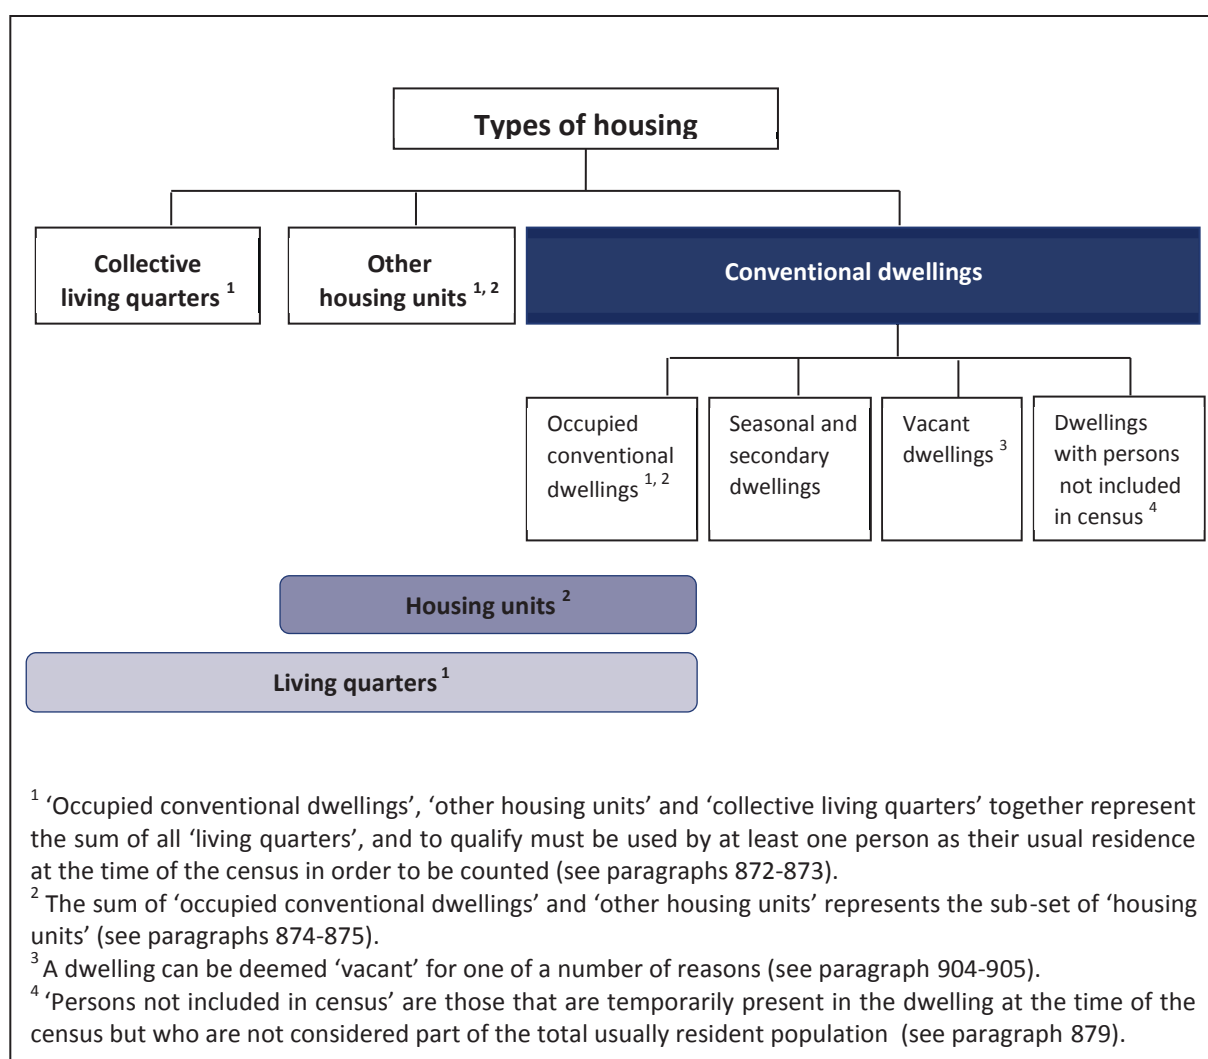 Types of housing
Collective
living quarters 1
Other
housing units 1, 2
Conventional dwellings
Occupied
conventional
dwellings 1, 2
Seasonal and
secondary
dwellings
Vacant
dwellings 3
Dwellings
with persons
not included
in census 4
Housing units 2
Living quarters 1
1 ‘Occupied conventional dwellings’, ‘other housing units’ and ‘collective living quarters’ together represent
the sum of all ‘living quarters’, and to qualify must be used by at least one person as their usual residence
at the time of the census in order to be counted (see paragraphs 872-873).
2 The sum of ‘occupied conventional dwellings’ and ‘other housing units’ represents the sub-set of ‘housing
units’ (see paragraphs 874-875).
3 A dwelling can be deemed ‘vacant’ for one of a number of reasons (see paragraph 904-905).
4 ‘Persons not included in census’ are those that are temporarily present in the dwelling at the time of the
census but who are not considered part of the total usually resident population (see paragraph 879).